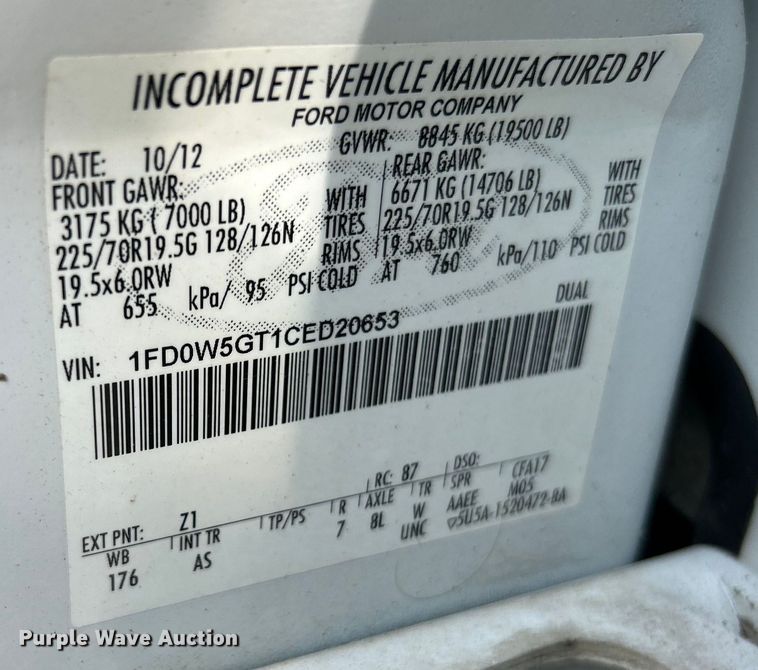 INCOMPLETE VEHICLE MANUFACTURED BY
FORD MOTOR COMPANY
DATE: 10/12 GVWR: 8845 KG (19500 LB)
FRONT GAWR: REAR GAWR:
3175 KG ( 7000 LB) WITH 6671 KG (14706 LB) WITH
225/70R19.5G 128/126N TIRES 225/70R19.5G 128/126N TIRES
19.5x6.0RW RIMS 19.5x6.0RW RIMS
AT 655 kPa/ 95 PSI COLD AT 760 kPa/110 PSI COLD
DUAL
VIN: 1FD0W5GT1CED20653
EXT PNT: Z1 RC: 87 DSO: CFA17
WB INT TR TP/PS R AXLE TR SPR M05
176 AS 7 8L W AAEE
UNC 5U5A-1520472-BA
Purple Wave Auction